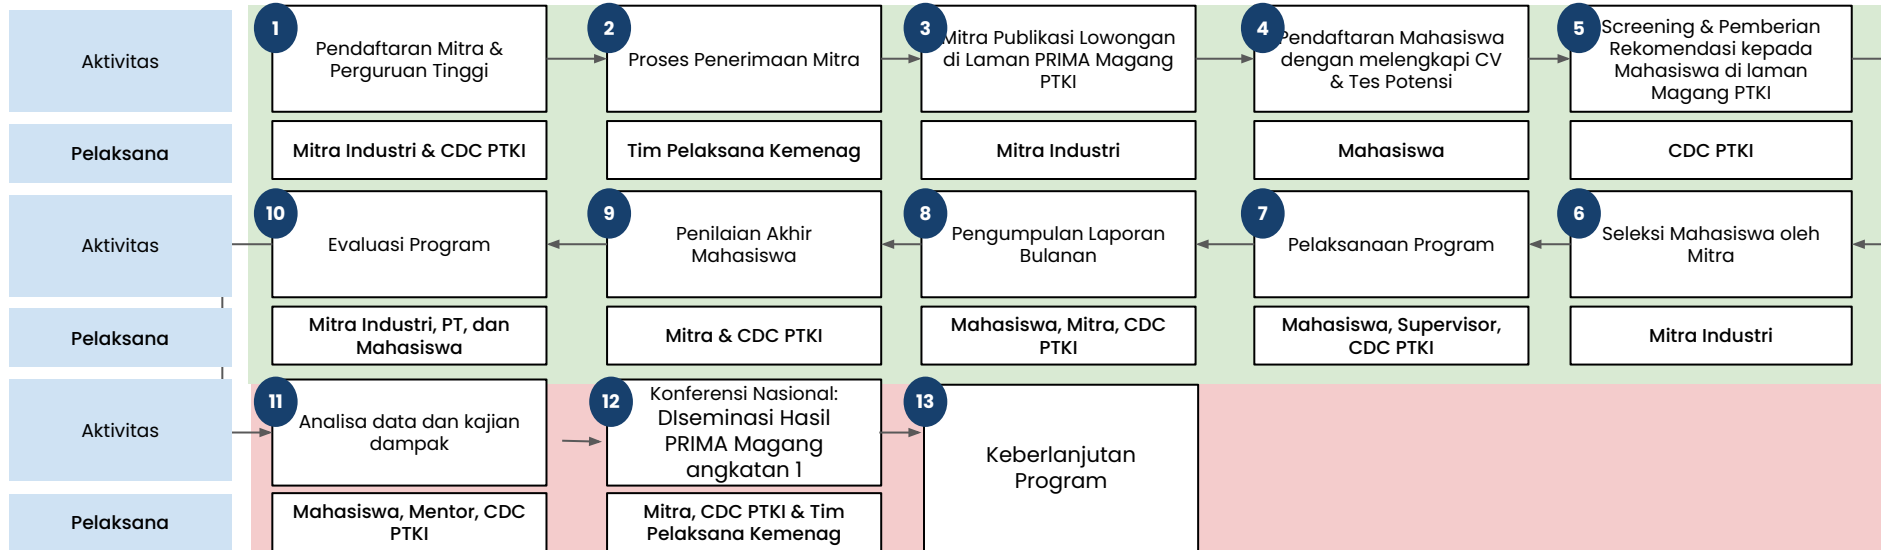 Aktivitas
1
Pendaftaran Mitra &
Perguruan Tinggi
2
Proses Penerimaan Mitra
3
Mitra Publikasi Lowongan
di Laman PRIMA Magang
PTKI
4
Pendaftaran Mahasiswa
dengan melengkapi CV
& Tes Potensi
5
Screening & Pemberian
Rekomendasi kepada
Mahasiswa di laman
Magang PTKI
Pelaksana
Mitra Industri & CDC PTKI
Tim Pelaksana Kemenag
Mitra Industri
Mahasiswa
CDC PTKI
Aktivitas
10
Evaluasi Program
9
Penilaian Akhir
Mahasiswa
8
Pengumpulan Laporan
Bulanan
7
Pelaksanaan Program
6
Seleksi Mahasiswa oleh
Mitra
Pelaksana
Mitra Industri, PT, dan
Mahasiswa
Mitra & CDC PTKI
Mahasiswa, Mitra, CDC
PTKI
Mahasiswa, Supervisor,
CDC PTKI
Mitra Industri
Aktivitas
11
Analisa data dan kajian
dampak
12
Konferensi Nasional:
DIseminasi Hasil
PRIMA Magang
angkatan 1
13
Keberlanjutan
Program
Pelaksana
Mahasiswa, Mentor, CDC
PTKI
Mitra, CDC PTKI & Tim
Pelaksana Kemenag